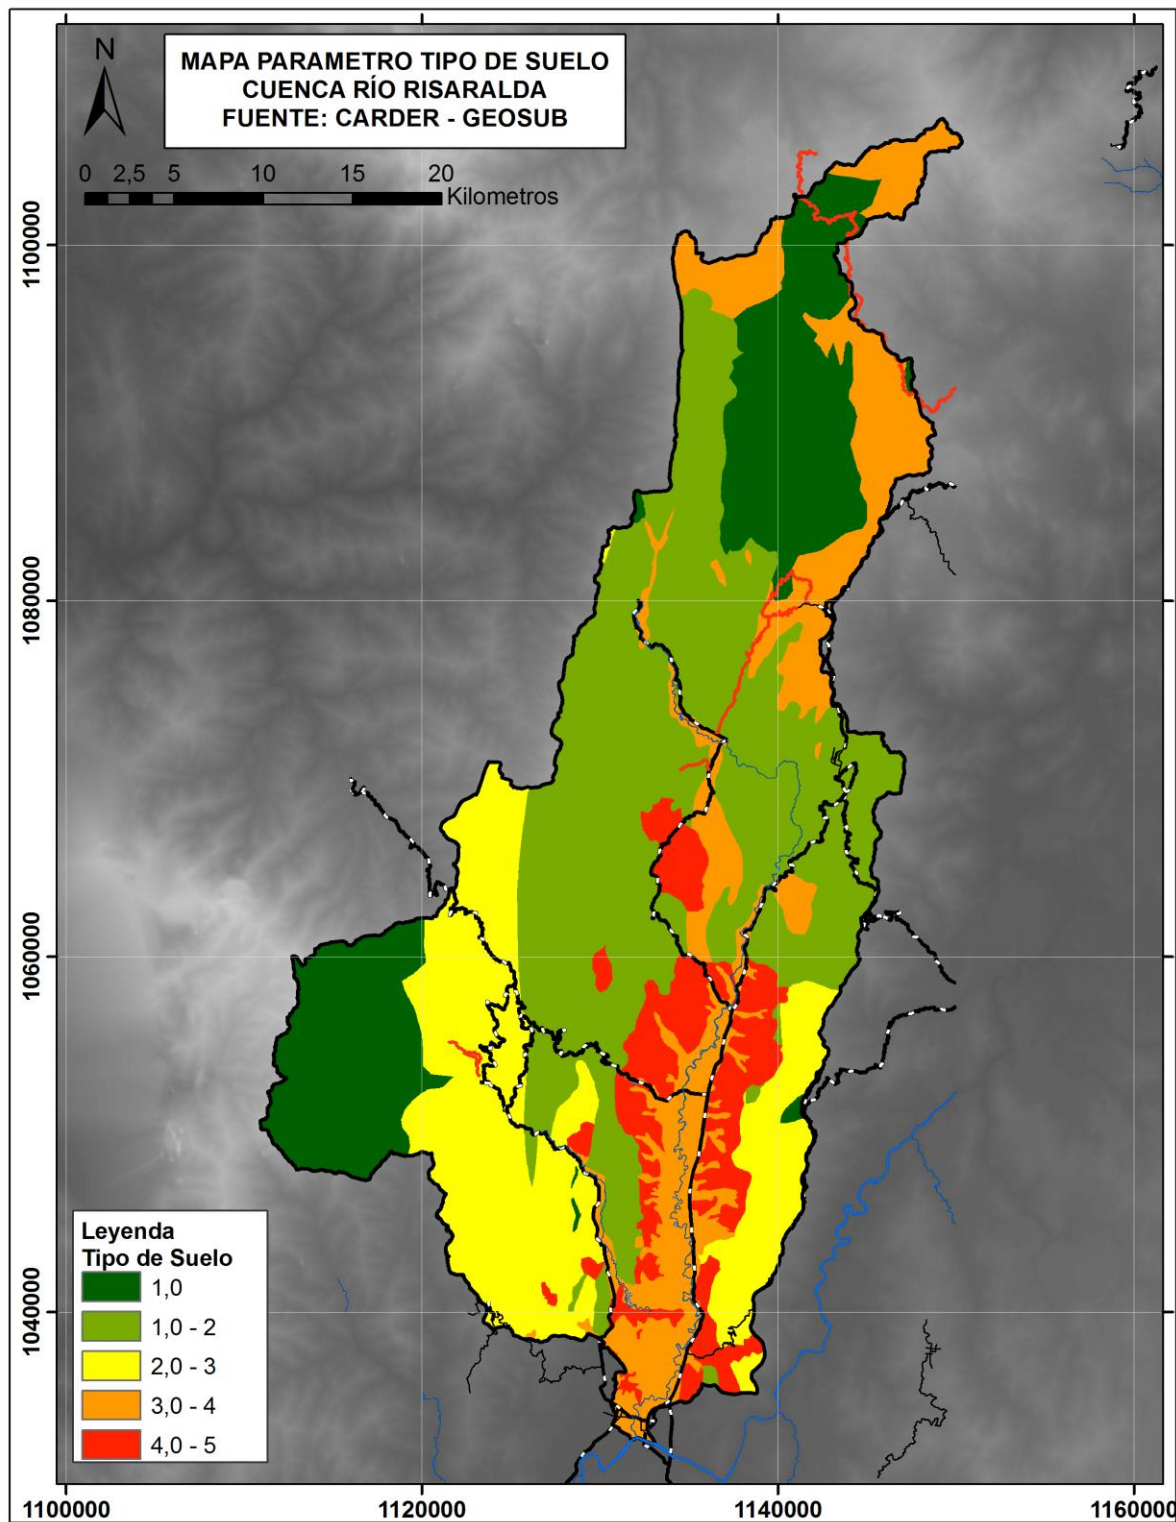 MAPA PARAMETRO TIPO DE SUELO
CUENCA RÍO RISARALDA
FUENTE: CARDER - GEOSUB
N
0 2,5 5 10 15 20
Kilometros
1100000
1080000
1060000
1040000
Leyenda
Tipo de Suelo
1,0
1,0 - 2
2,0 - 3
3,0 - 4
4,0 - 5
1100000 1120000 1140000 1160000